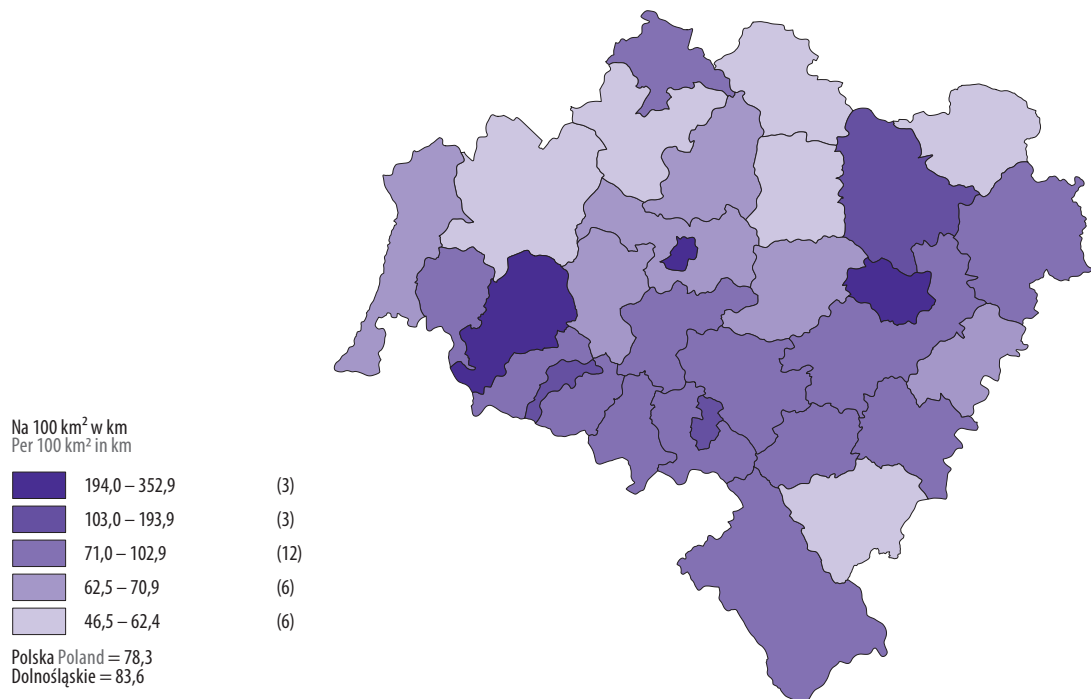 Na 100 km² w km
Per 100 km² in km
194,0 – 352,9 (3)
103,0 – 193,9 (3)
71,0 – 102,9 (12)
62,5 – 70,9 (6)
46,5 – 62,4 (6)
Polska Poland = 78,3
Dolnośląskie = 83,6